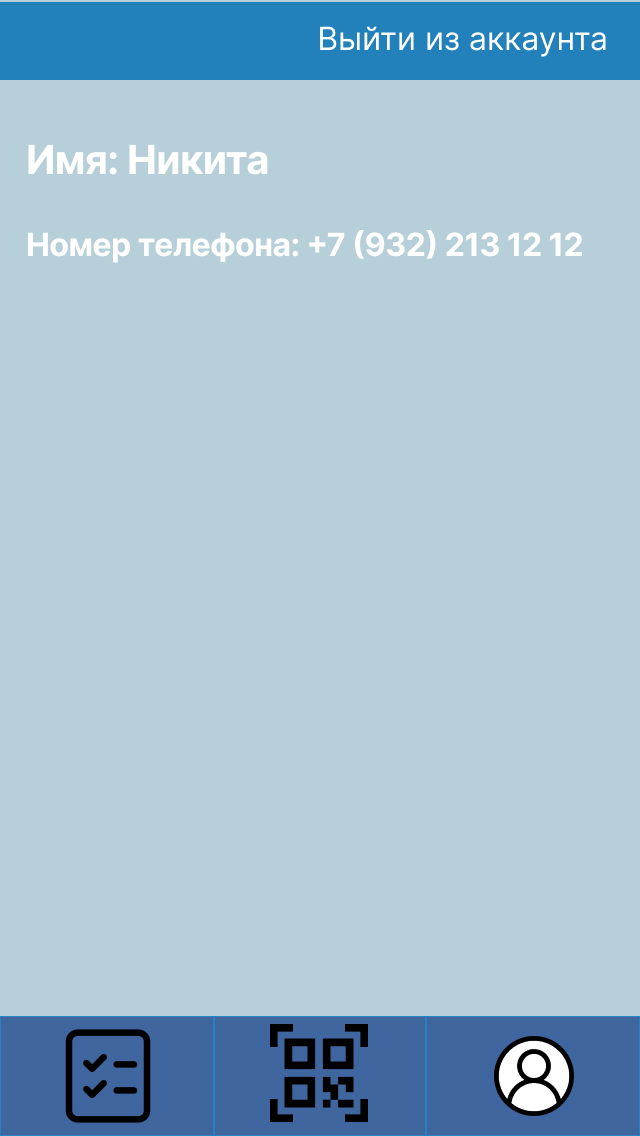 Выйти из аккаунта
Имя: Никита
Номер телефона: +7 (932) 213 12 12